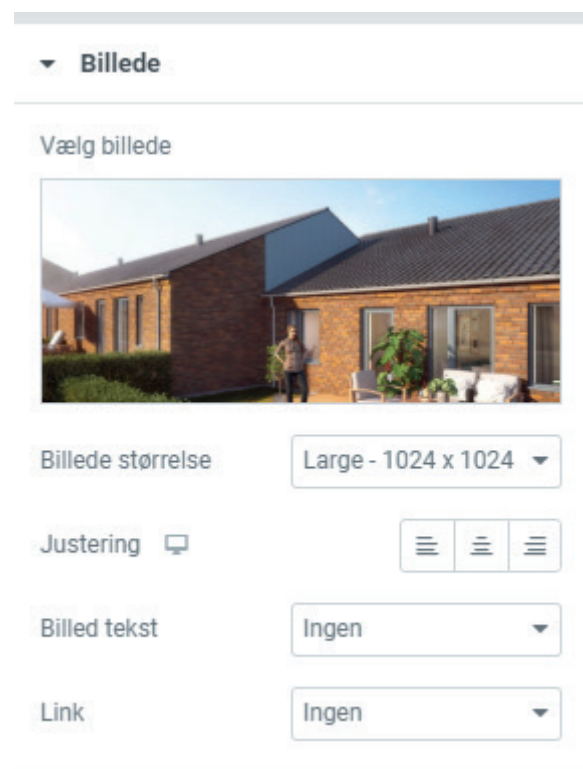 Billede
Vælg billede
Billede størrelse
Large - 1024 x 1024
Justering
Billed tekst
Ingen
Link
Ingen